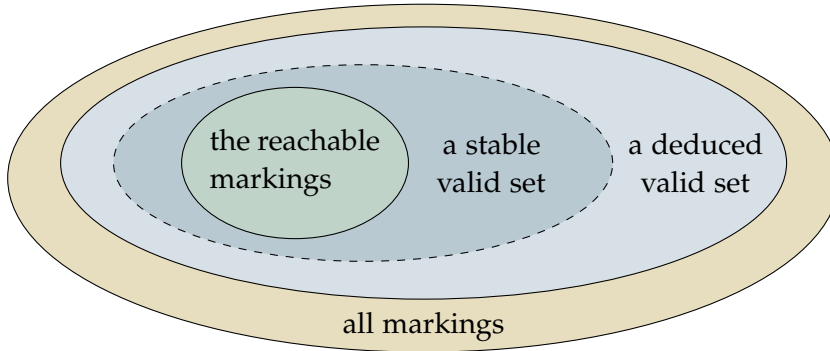 the reachable
markings
a stable
valid set
a deduced
valid set
all markings